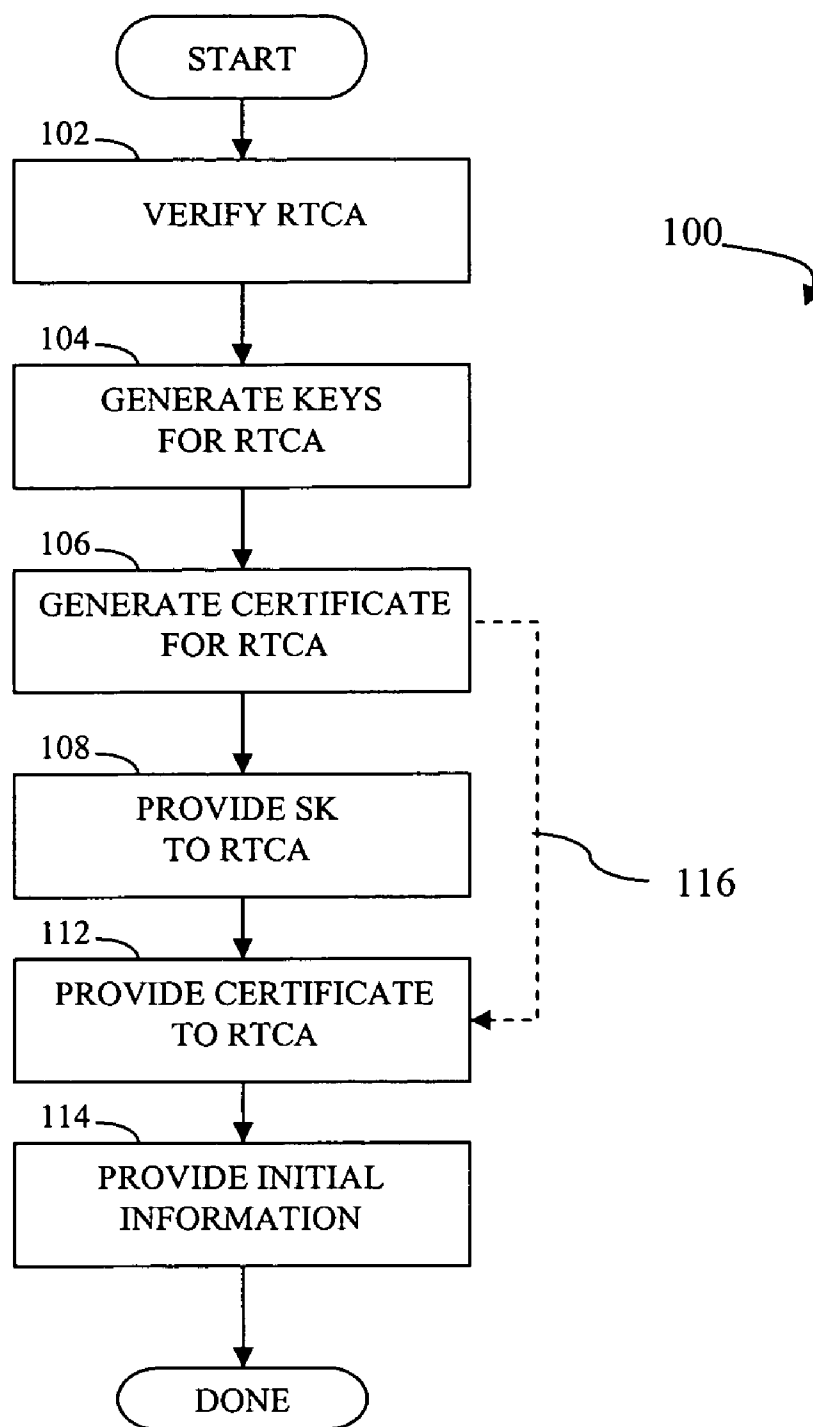 START
102
VERIFY RTCA
100
104
GENERATE KEYS
FOR RTCA
106
GENERATE CERTIFICATE
FOR RTCA
108
PROVIDE SK
TO RTCA
116
112
PROVIDE CERTIFICATE
TO RTCA
114
PROVIDE INITIAL
INFORMATION
DONE